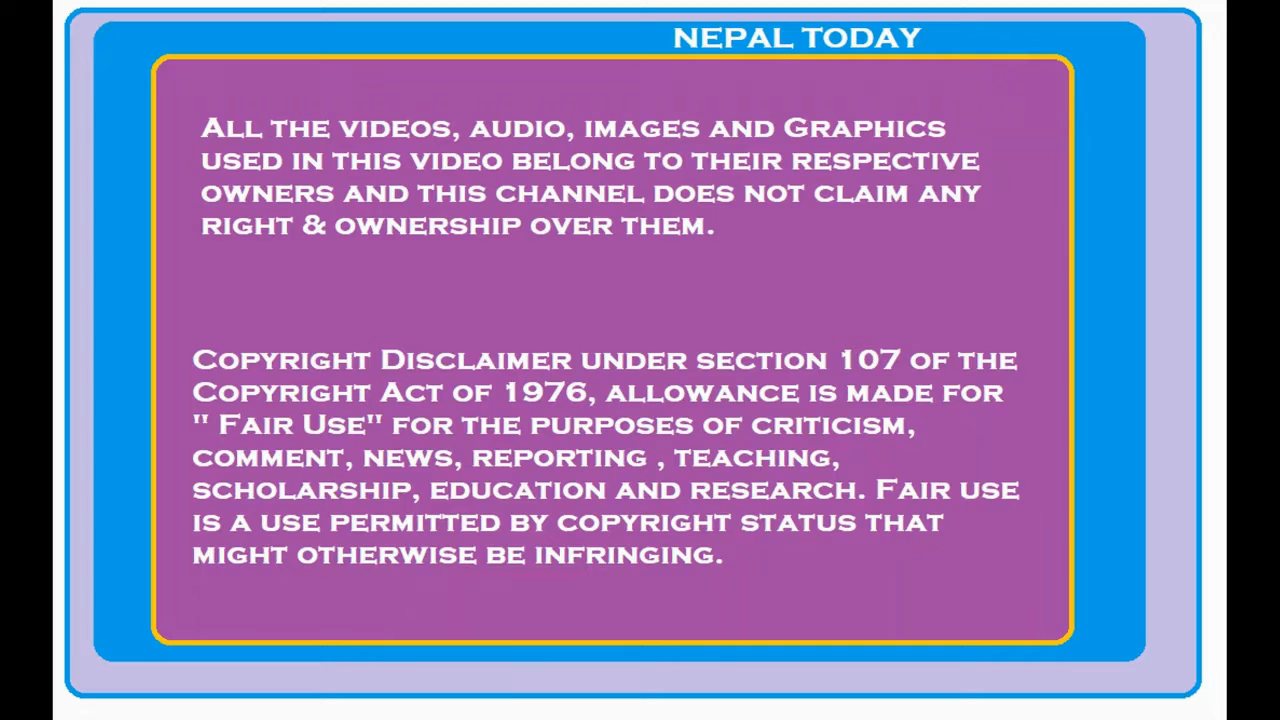 NEPAL TODAY
ALL THE VIDEOS, AUDIO, IMAGES AND GRAPHICS
USED IN THIS VIDEO BELONG TO THEIR RESPECTIVE
OWNERS AND THIS CHANNEL DOES NOT CLAIM ANY
RIGHT & OWNERSHIP OVER THEM.
COPYRIGHT DISCLAIMER UNDER SECTION 107 OF THE
COPYRIGHT ACT OF 1976, ALLOWANCE IS MADE FOR
" FAIR USE" FOR THE PURPOSES OF CRITICISM,
COMMENT, NEWS, REPORTING , TEACHING,
SCHOLARSHIP, EDUCATION AND RESEARCH. FAIR USE
IS A USE PERMITTED BY COPYRIGHT STATUS THAT
MIGHT OTHERWISE BE INFRINGING.